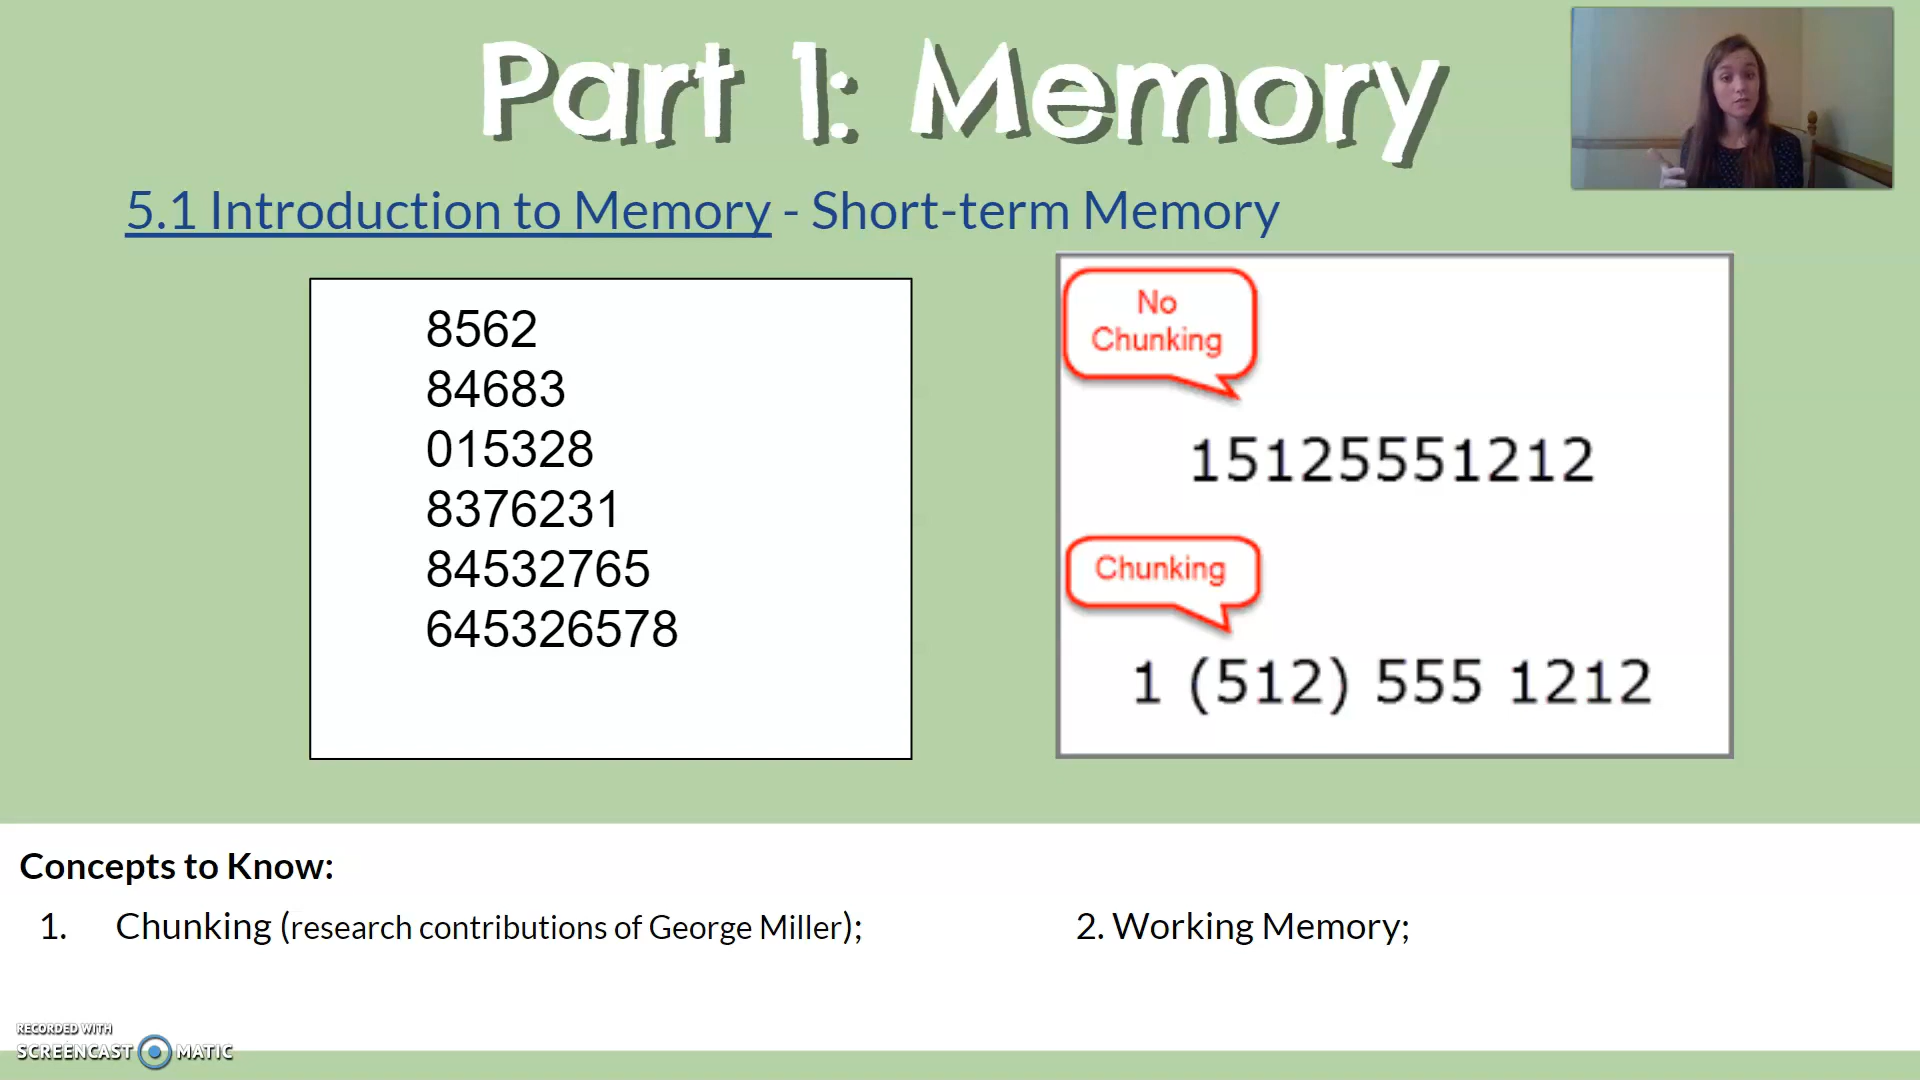 Part 1: Memory
5.1 Introduction to Memory - Short-term Memory
8562
84683
015328
8376231
84532765
645326578
No
Chunking
15125551212
Chunking
1 (512) 555 1212
Concepts to Know:
1. Chunking (research contributions of George Miller);
2. Working Memory;
RECORDED WITH
SCREENCAST MATIC